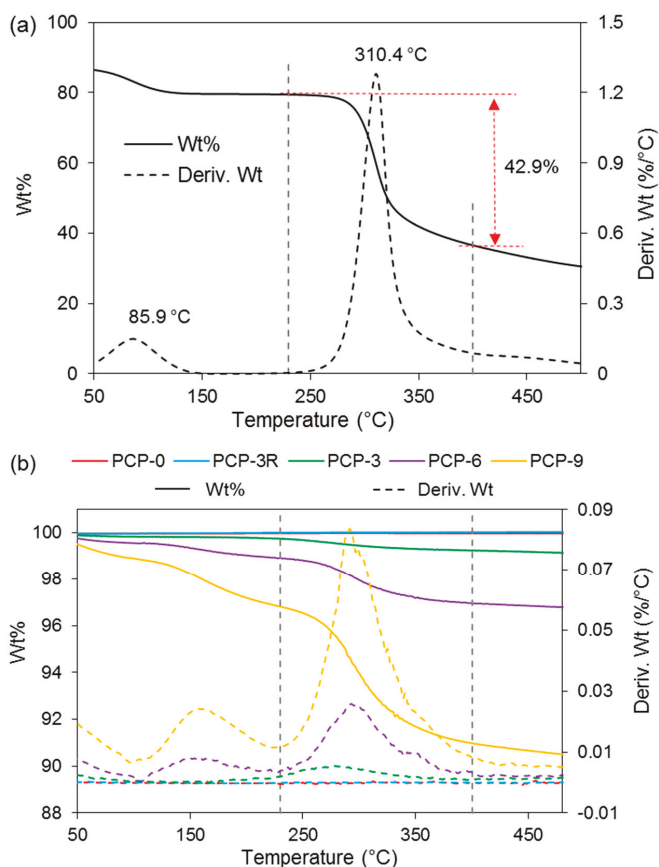 (a)
100
80
60
40
20
0
Wt%
1.5
1.2
0.9
0.6
0.3
0
Deriv. Wt (%/°C)
310.4 °C
Wt%
Deriv. Wt
42.9%
85.9 °C
50 150 250 350 450
Temperature (°C)
(b)
PCP-0 PCP-3R PCP-3 PCP-6 PCP-9
Wt% Deriv. Wt
100
98
96
94
92
90
88
Wt%
0.09
0.07
0.05
0.03
0.01
-0.01
Deriv. Wt (%/°C)
50 150 250 350 450
Temperature (°C)